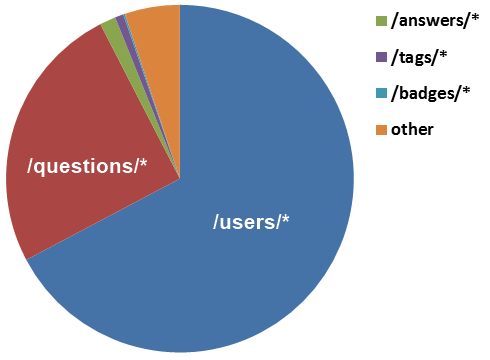 /answers/*
/tags/*
/badges/*
other
/questions/*
/users/*